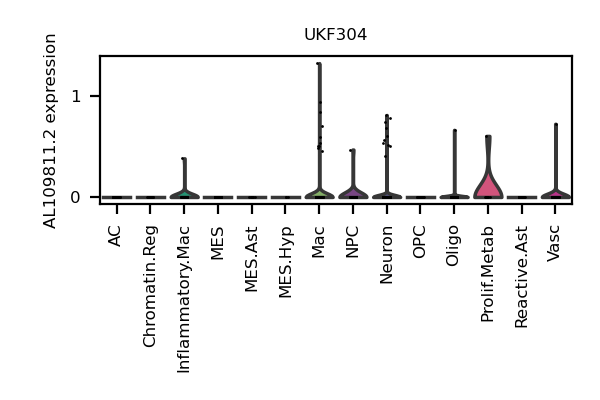 UKF304
AL109811.2 expression
1
0
AC
Chromatin.Reg
Inflammatory.Mac
MES
MES.Ast
MES.Hyp
Mac
NPC
Neuron
OPC
Oligo
Prolif.Metab
Reactive.Ast
Vasc